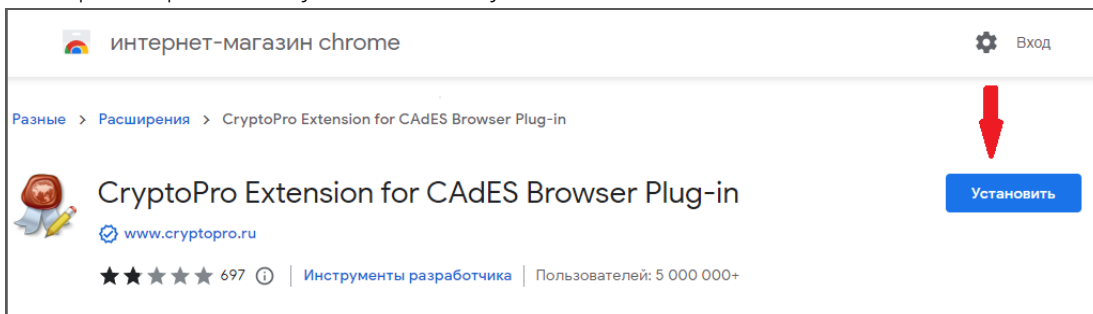 интернет-магазин chrome
Вход
Разные > Расширения > CryptoPro Extension for CAdES Browser Plug-in
CryptoPro Extension for CAdES Browser Plug-in
Установить
www.cryptopro.ru
697 | Инструменты разработчика | Пользователей: 5 000 000+